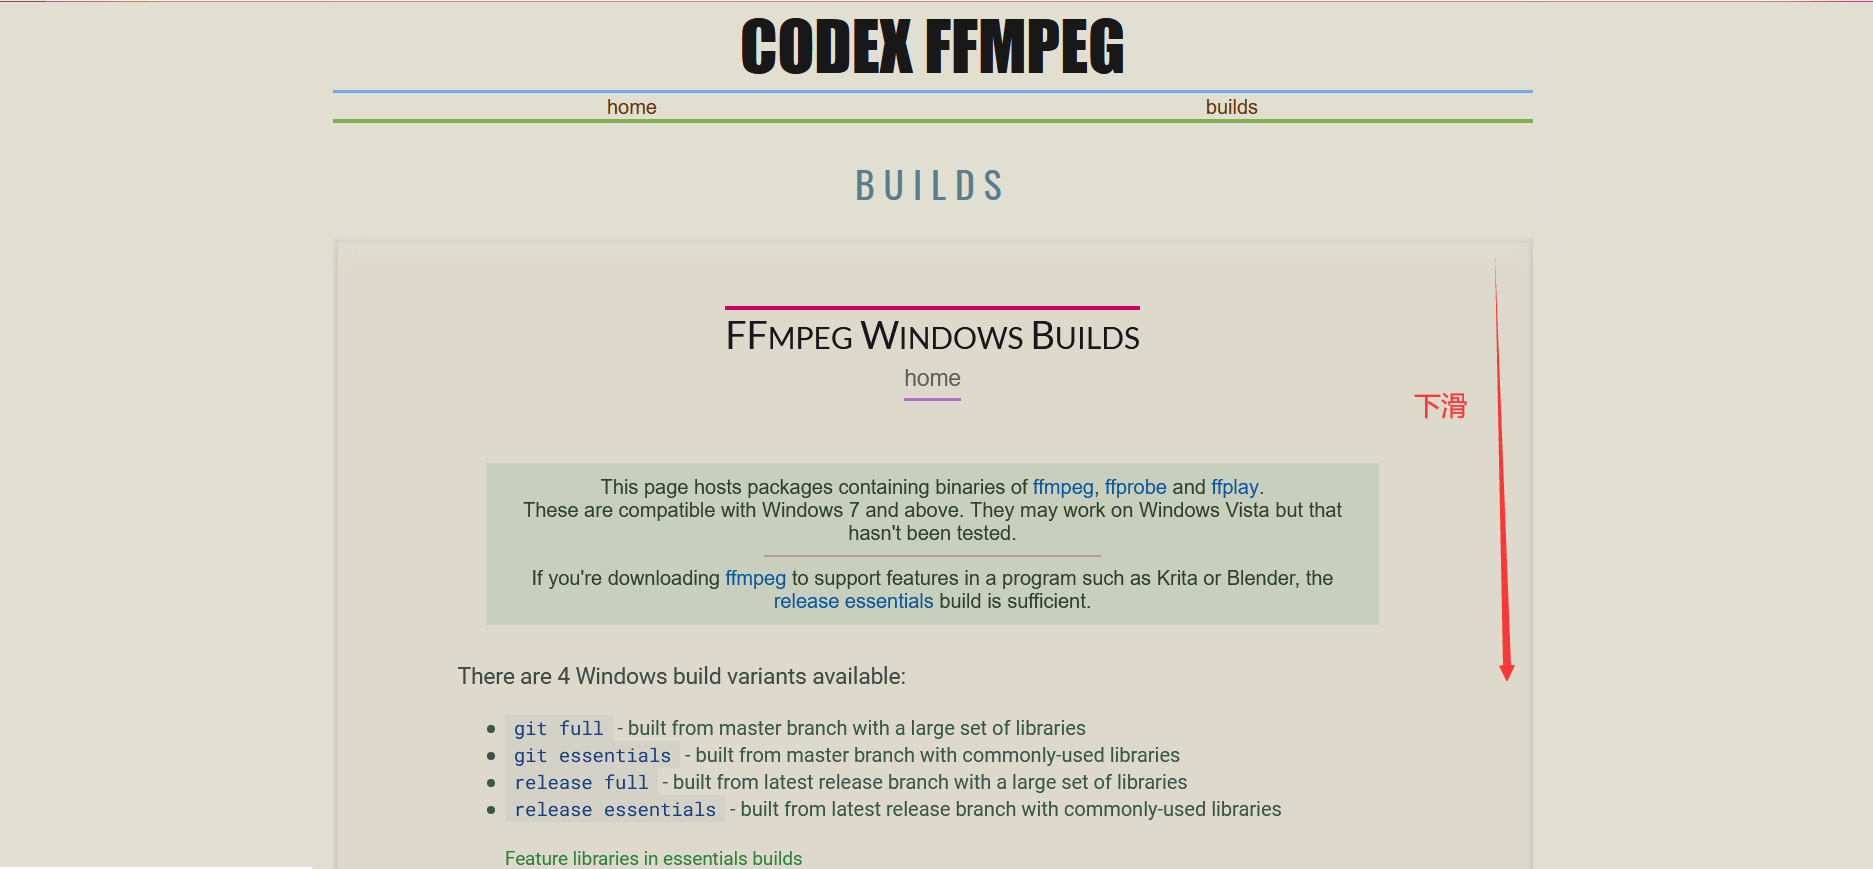 CODEX FFMPEG
home
builds
BUILDS
FFmpeg Windows Builds
home
下滑
This page hosts packages containing binaries of ffmpeg, ffprobe and ffplay.
These are compatible with Windows 7 and above. They may work on Windows Vista but that
hasn't been tested.
If you're downloading ffmpeg to support features in a program such as Krita or Blender, the
release essentials build is sufficient.
There are 4 Windows build variants available:
git full - built from master branch with a large set of libraries
git essentials - built from master branch with commonly-used libraries
release full - built from latest release branch with a large set of libraries
release essentials - built from latest release branch with commonly-used libraries
Feature libraries in essentials builds